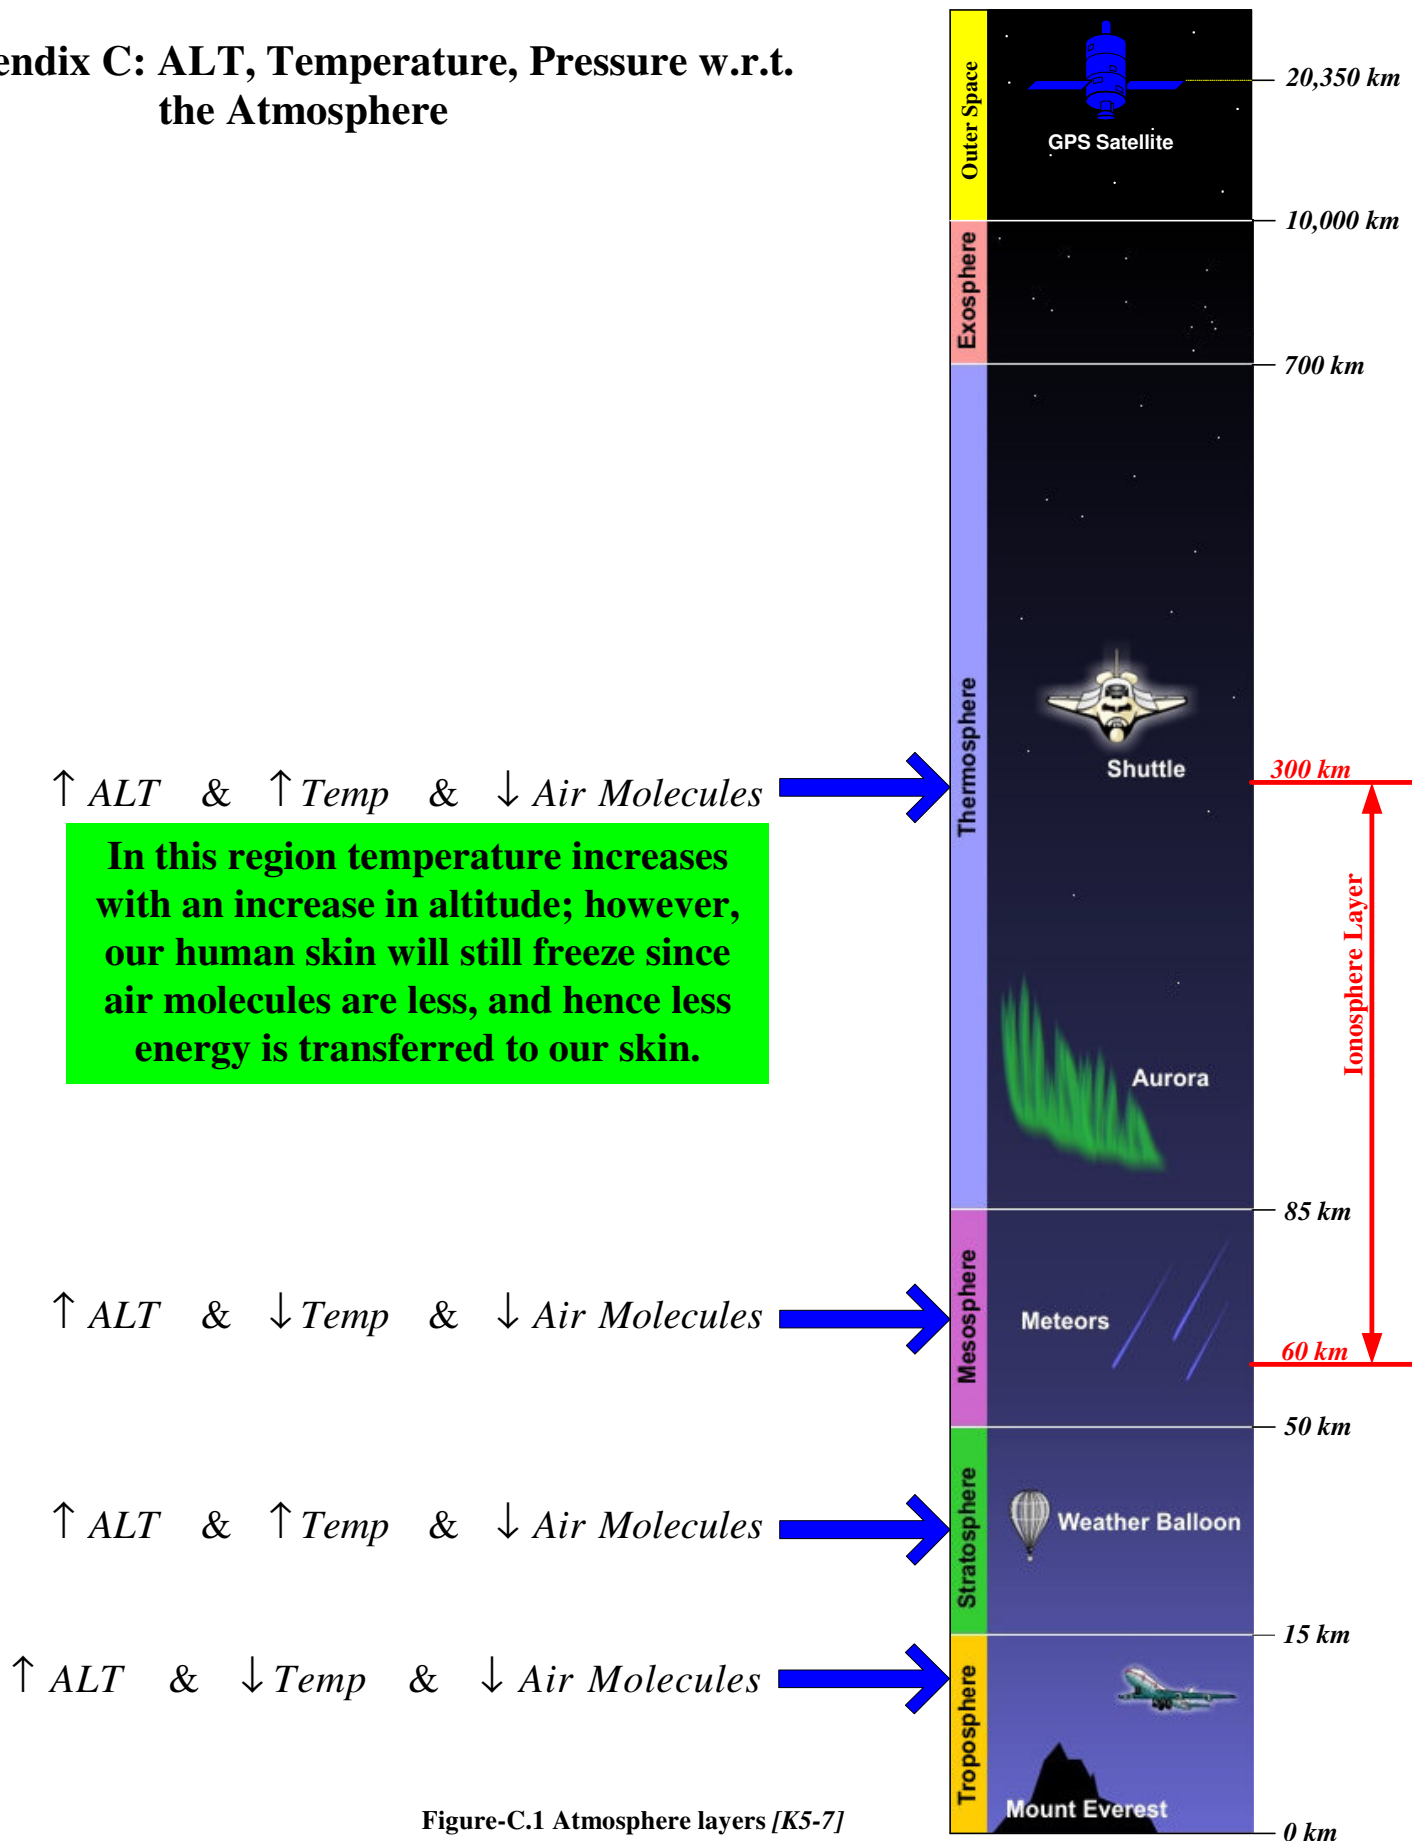 endix C: ALT, Temperature, Pressure w.r.t.
the Atmosphere
Outer Space
GPS Satellite
20,350 km
10,000 km
Exosphere
700 km
Thermosphere
Shuttle
300 km
↑ ALT & ↑ Temp & ↓ Air Molecules
In this region temperature increases
with an increase in altitude; however,
our human skin will still freeze since
air molecules are less, and hence less
energy is transferred to our skin.
Ionosphere Layer
Aurora
85 km
Mesosphere
↑ ALT & ↓ Temp & ↓ Air Molecules
Meteors
60 km
50 km
Stratosphere
↑ ALT & ↑ Temp & ↓ Air Molecules
Weather Balloon
15 km
Troposphere
↑ ALT & ↓ Temp & ↓ Air Molecules
Mount Everest
0 km
Figure-C.1 Atmosphere layers [K5-7]